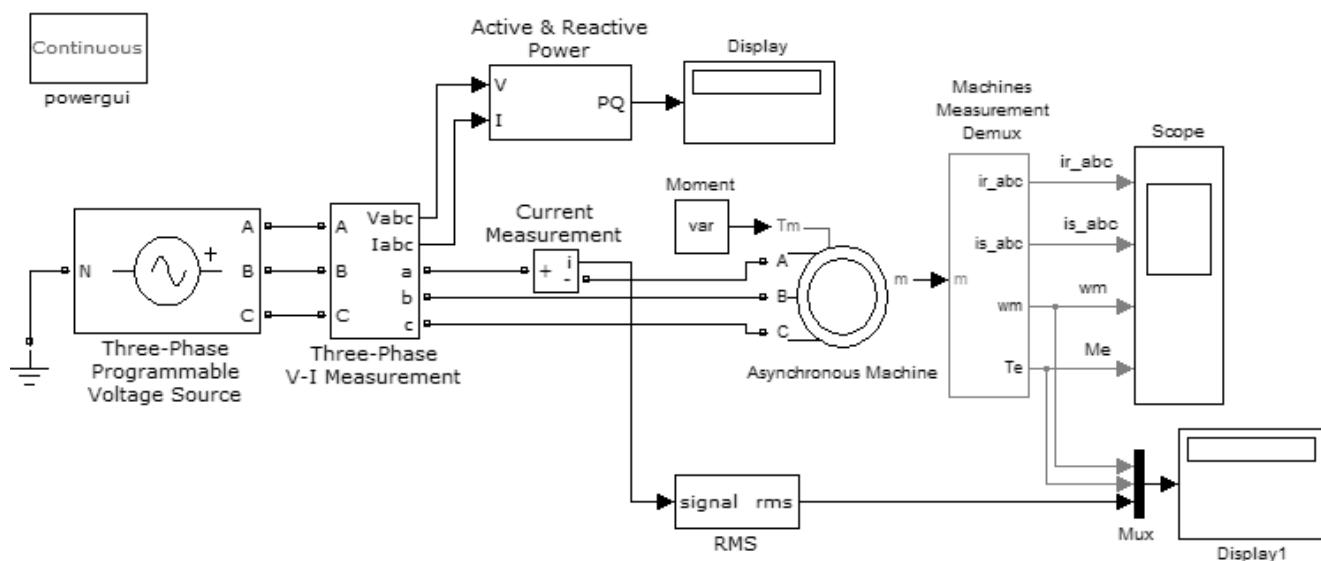 Continuous
powergui
Active & Reactive
Power
V
I
PQ
Display
Machines
Measurement
Demux
Scope
ir_abc
ir_abc
is_abc
is_abc
wm
wm
Te
Me
m
m
Moment
var
Tm
A
B
C
Asynchronous Machine
Current
Measurement
+
i
-
N
+
A
B
C
Three-Phase
Programmable
Voltage Source
A
B
C
Vabc
Iabc
a
b
c
Three-Phase
V-I Measurement
signal
rms
RMS
Mux
Display1